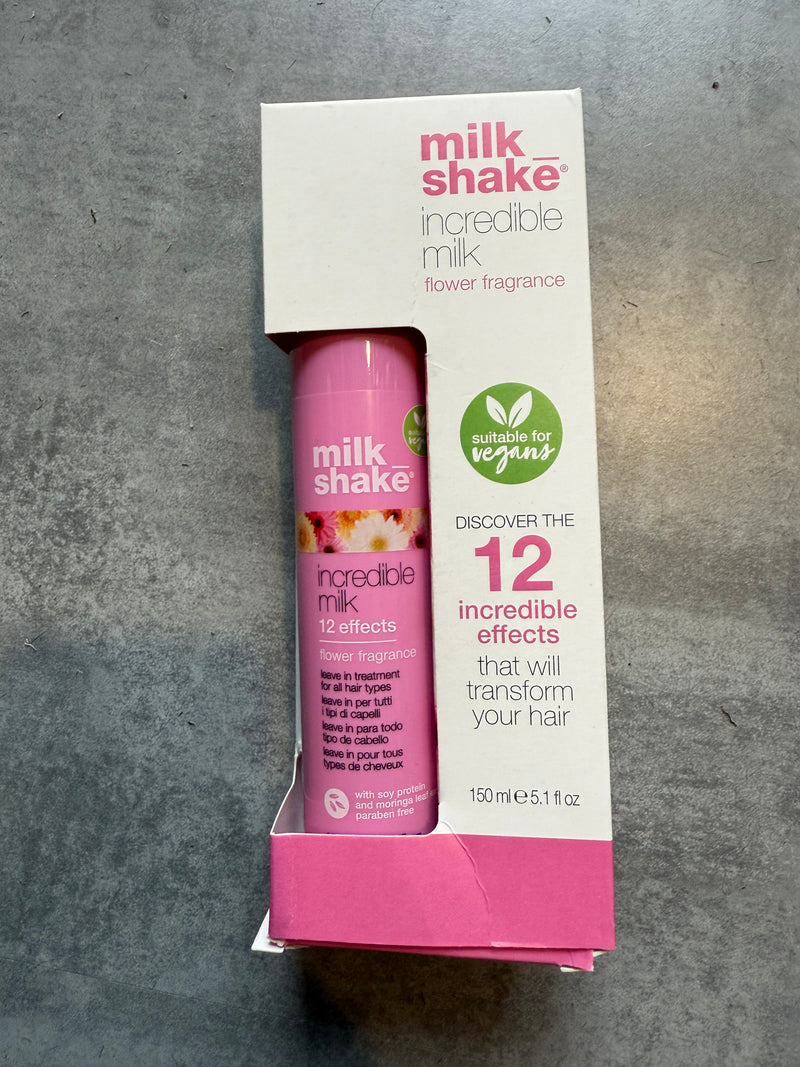 milk_
shake®
incredible
milk
flower fragrance
suitable for
vegans
DISCOVER THE
12
incredible
effects
that will
transform
your hair
150 ml e 5.1 fl oz
suitable for
milk_
shake®
incredible
milk
12 effects
flower fragrance
leave in treatment
for all hair types
leave in per tutti
i tipi di capelli
leave in para todo
tipo de cabello
leave in pour tous
types de cheveux
with soy protein
and moringa leaf
paraben free